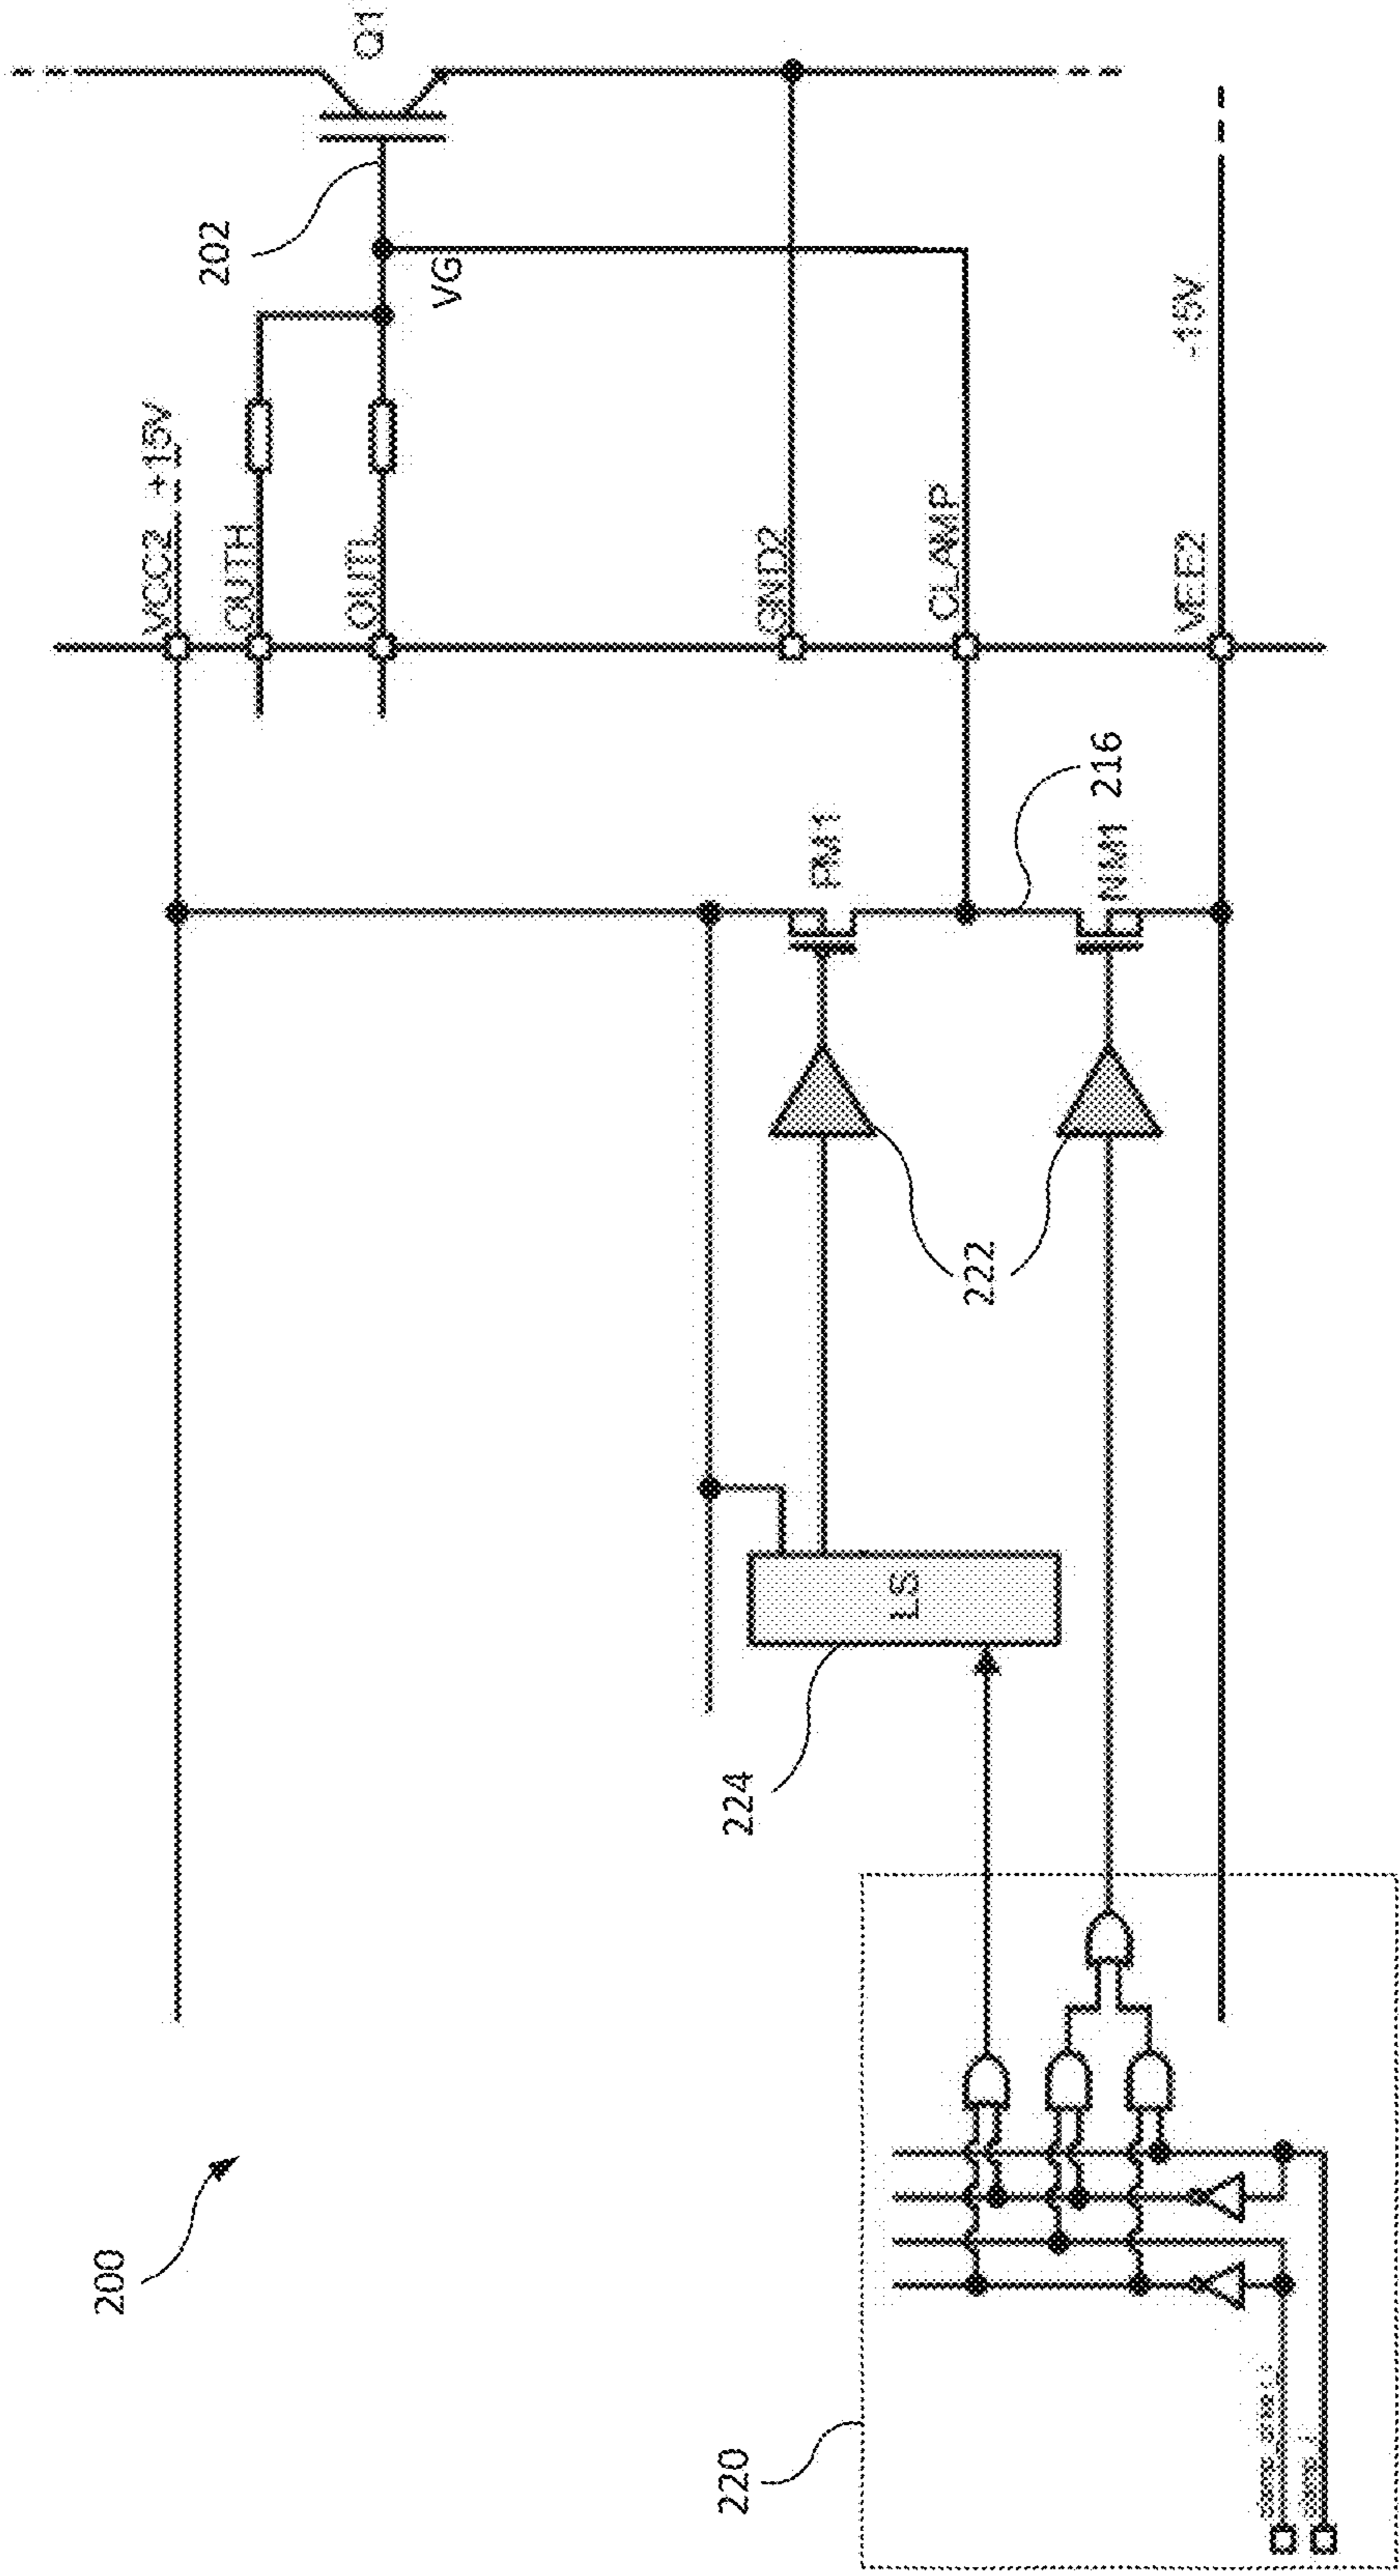 200
VCC2 +15V
OUTH
OUTL
202
Q1
VG
GND2
CLAMP
VEE2
-15V
PM1
NM1
216
222
LS
224
220